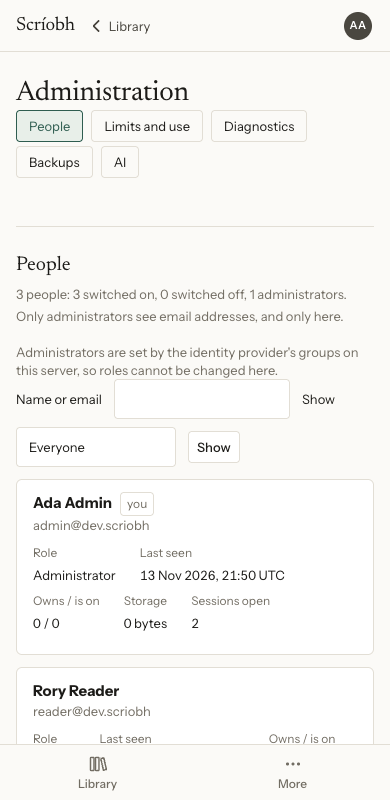 Scríobh
Library
AA
Administration
People
Limits and use
Diagnostics
Backups
AI
People
3 people: 3 switched on, 0 switched off, 1 administrators.
Only administrators see email addresses, and only here.
Administrators are set by the identity provider's groups on
this server, so roles cannot be changed here.
Name or email
Show
Everyone
Show
Ada Admin you
admin@dev.scriobh
Role Last seen
Administrator 13 Nov 2026, 21:50 UTC
Owns / is on Storage Sessions open
0 / 0 0 bytes 2
Rory Reader
reader@dev.scriobh
Role Last seen Owns / is on
Library
More